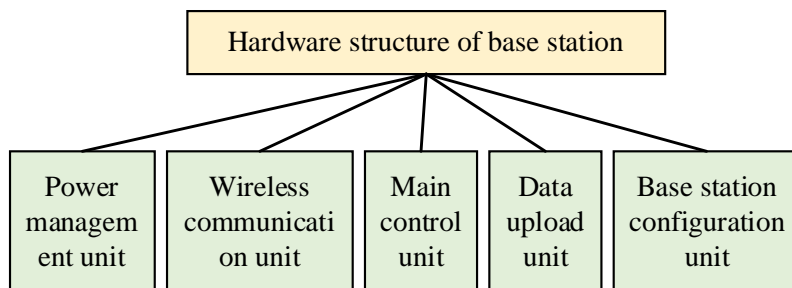 Hardware structure of base station
Power
managem
ent unit
Wireless
communicati
on unit
Main
control
unit
Data
upload
unit
Base station
configuration
unit